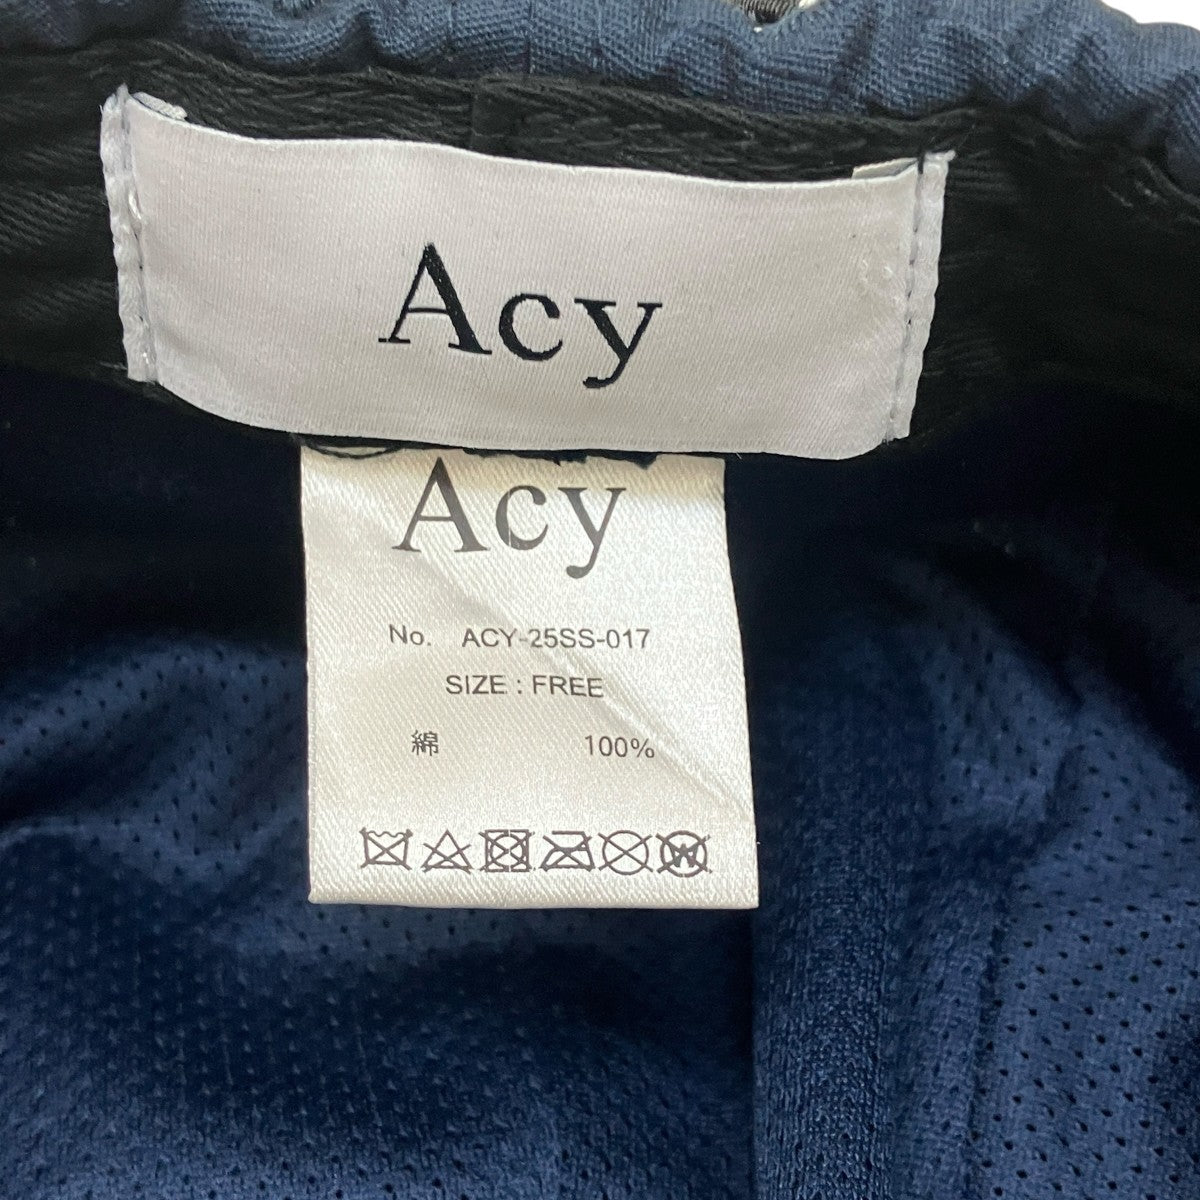 Acy
Acy
No. ACY-25SS-017
SIZE : FREE
綿 100%
W